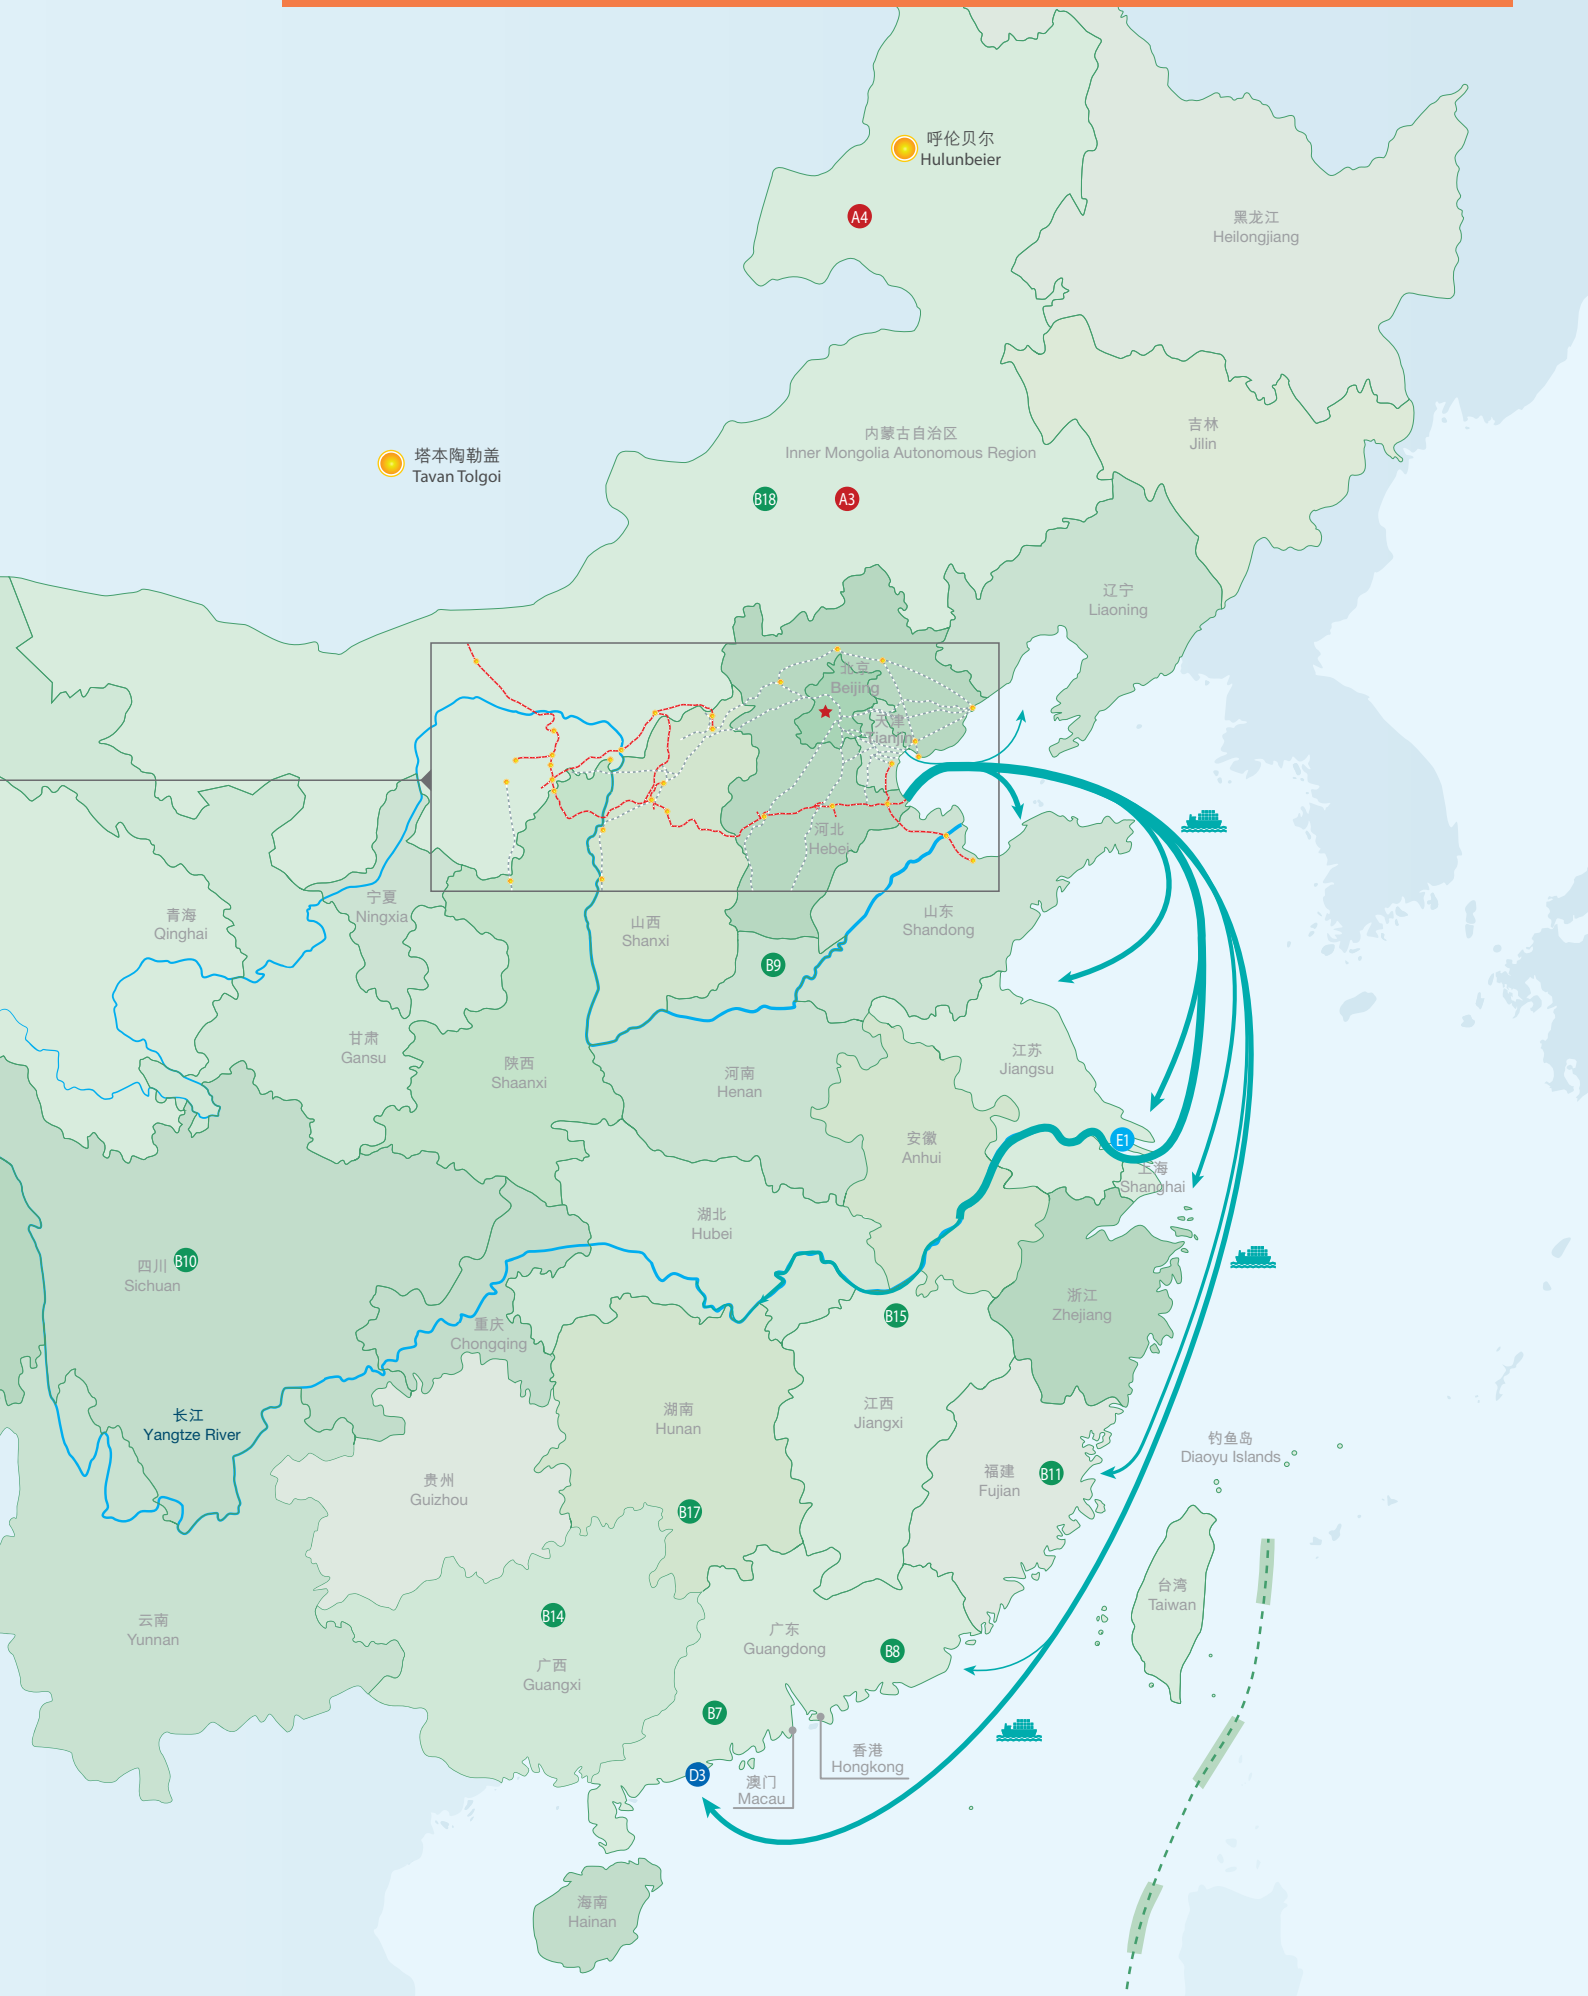 呼伦贝尔
Hulunbeier
A4
黑龙江
Heilongjiang
吉林
Jilin
内蒙古自治区
Inner Mongolia Autonomous Region
塔本陶勒盖
Tavan Tolgoi
B18
A3
辽宁
Liaoning
北京
Beijing
天津
Tianjin
河北
Hebei
宁夏
Ningxia
青海
Qinghai
山西
Shanxi
山东
Shandong
B9
甘肃
Gansu
陕西
Shaanxi
河南
Henan
江苏
Jiangsu
安徽
Anhui
E1
上海
Shanghai
湖北
Hubei
四川
Sichuan
B10
重庆
Chongqing
B15
浙江
Zhejiang
长江
Yangtze River
湖南
Hunan
江西
Jiangxi
钓鱼岛
Diaoyu Islands
贵州
Guizhou
福建
Fujian
B11
B17
台湾
Taiwan
云南
Yunnan
B14
广西
Guangxi
广东
Guangdong
B8
B7
香港
Hongkong
D3
澳门
Macau
海南
Hainan